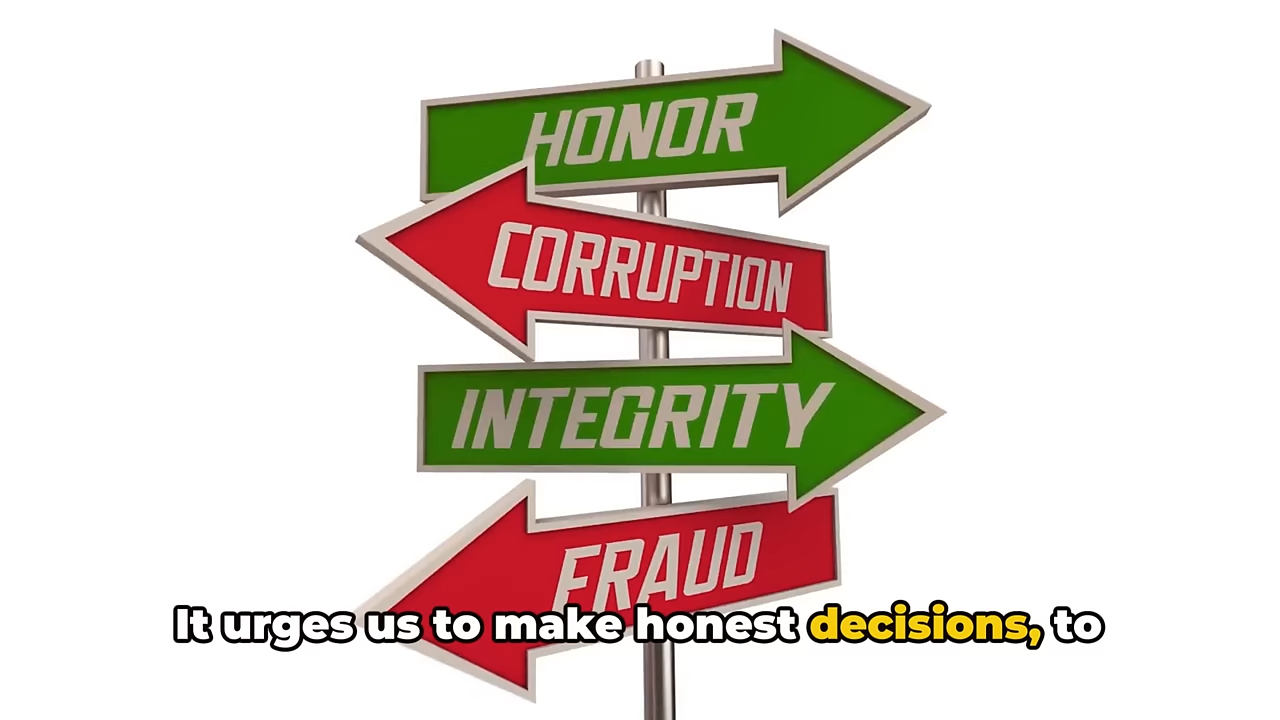 HONOR
CORRUPTION
INTEGRITY
FRAUD
It urges us to make honest decisions, to